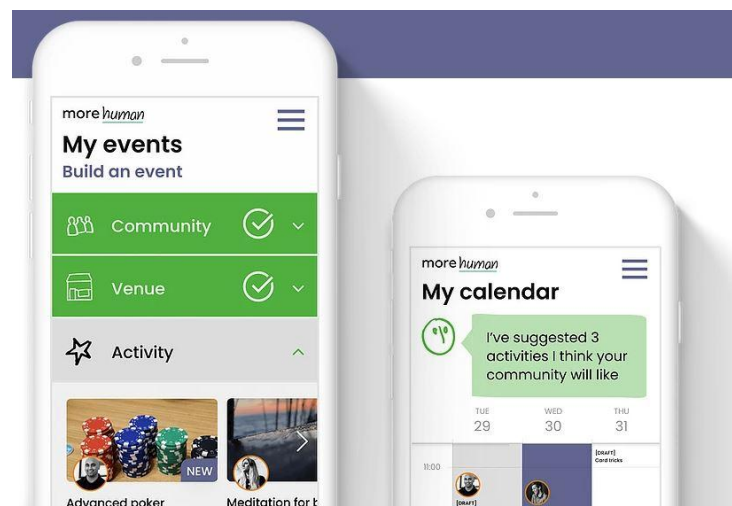 more human
My events
Build an event
Community
Venue
Activity
NEW
Advanced poker
Meditation for b
more human
My calendar
I've suggested 3
activities I think your
community will like
TUE
29
WED
30
THU
31
11:00
[DRAFT]
Card tricks
[DRAFT]